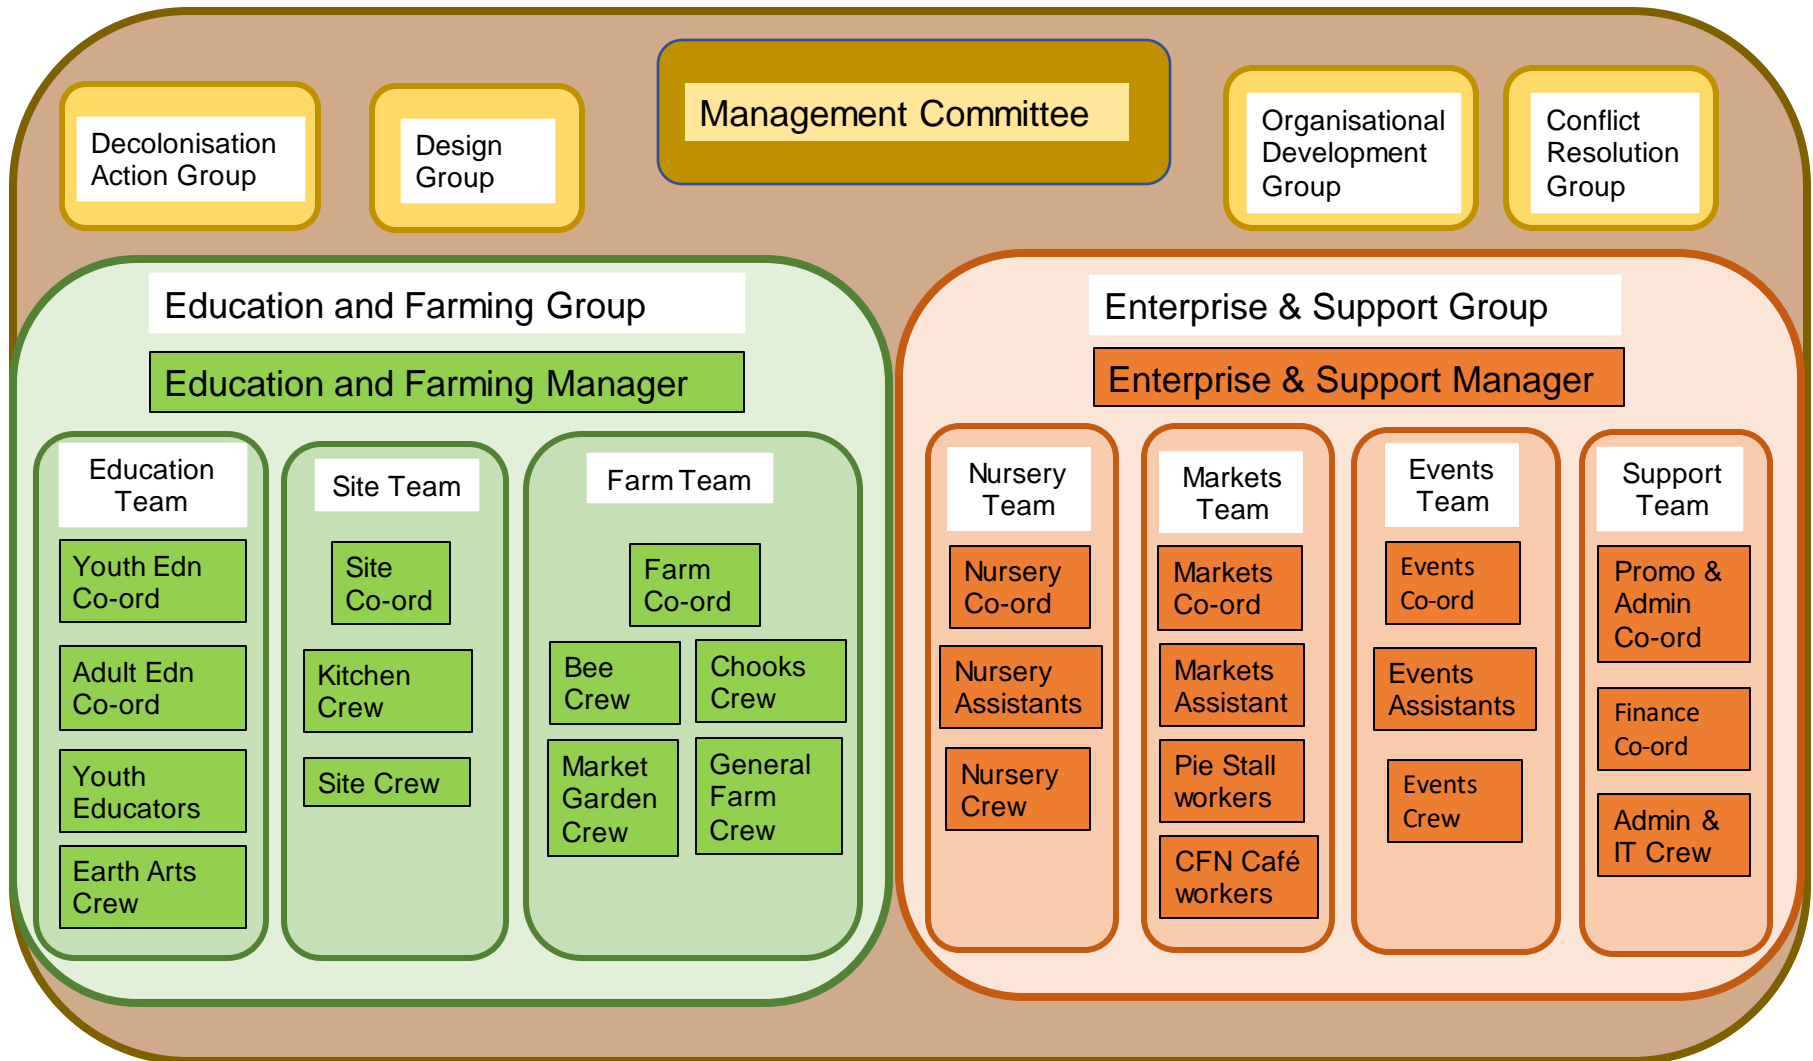 Management Committee
Decolonisation
Action Group
Design
Group
Organisational
Development
Group
Conflict
Resolution
Group
Education and Farming Group
Education and Farming Manager
Education
Team
Youth Edn
Co-ord
Adult Edn
Co-ord
Youth
Educators
Earth Arts
Crew
Site Team
Site
Co-ord
Kitchen
Crew
Site Crew
Farm Team
Farm
Co-ord
Bee
Crew
Chooks
Crew
Market
Garden
Crew
General
Farm
Crew
Enterprise & Support Group
Enterprise & Support Manager
Nursery
Team
Nursery
Co-ord
Nursery
Assistants
Nursery
Crew
Markets
Team
Markets
Co-ord
Markets
Assistant
Pie Stall
workers
CFN Café
workers
Events
Team
Events
Co-ord
Events
Assistants
Events
Crew
Support
Team
Promo &
Admin
Co-ord
Finance
Co-ord
Admin &
IT Crew